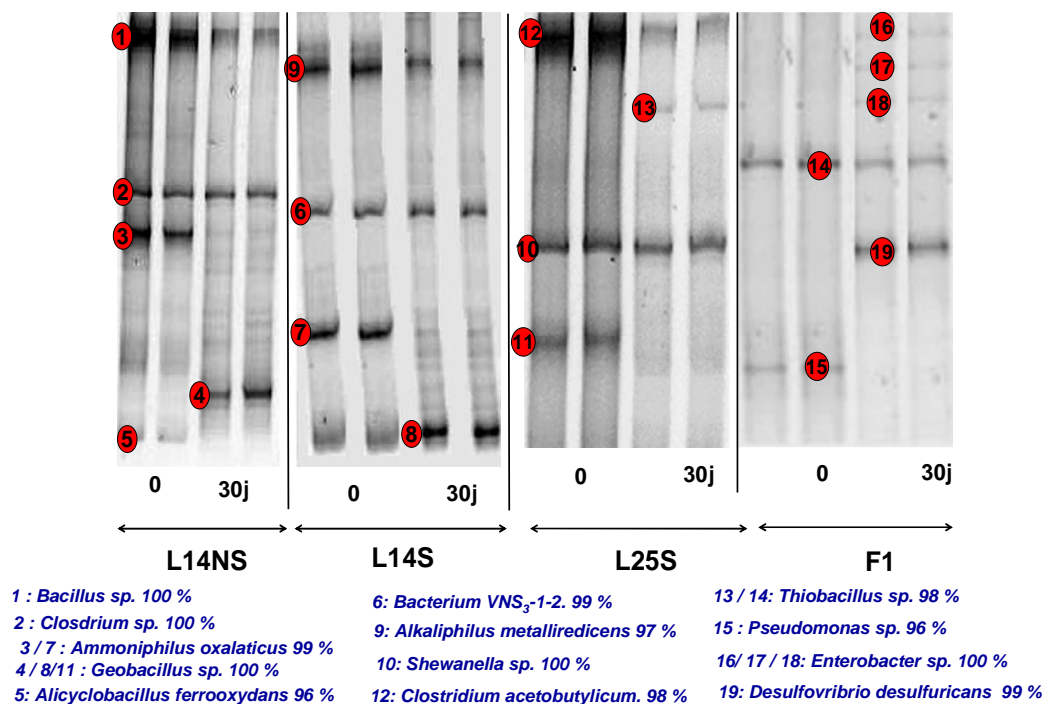 1 12 16
9 17
13 18
2 14
6
3 10 19
7 11
15
4
5 8
0 30j 0 30j 0 30j 0 30j
L14NS L14S L25S F1
1 : Bacillus sp. 100 %
2 : Closdrium sp. 100 %
3 / 7 : Ammoniphilus oxalaticus 99 %
4 / 8/11 : Geobacillus sp. 100 %
5: Alicyclobacillus ferrooxydans 96 %
6: Bacterium VNS3-1-2. 99 %
9: Alkaliphilus metalliredicens 97 %
10: Shewanella sp. 100 %
12: Clostridium acetobutylicum. 98 %
13 / 14: Thiobacillus sp. 98 %
15 : Pseudomonas sp. 96 %
16/ 17 / 18: Enterobacter sp. 100 %
19: Desulfovribrio desulfuricans 99 %